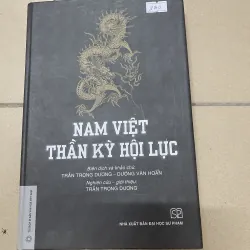 NAM VIỆT
THẦN KỲ HỘI LỤC
Biên dịch và khảo chú:
TRẦN TRỌNG DƯƠNG - DƯƠNG VĂN HOÀN
Nghiên cứu - giới thiệu:
TRẦN TRỌNG DƯƠNG
NHÀ XUẤT BẢN ĐẠI HỌC SƯ PHẠM